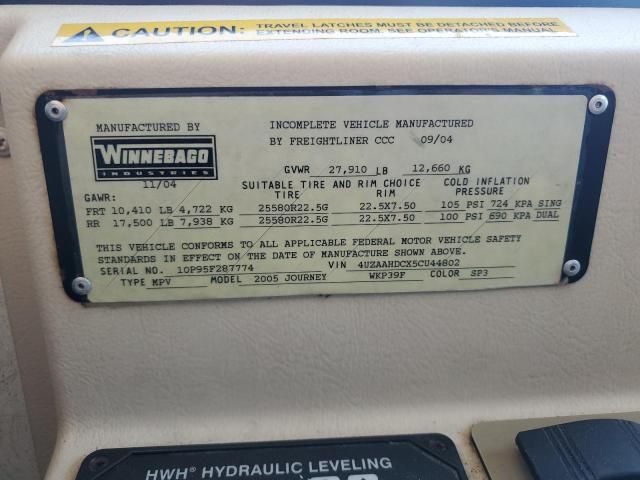 CAUTION: TRAVEL LATCHES MUST BE DETACHED BEFORE
EXTENDING ROOM. SEE OPERATOR'S MANUAL.
MANUFACTURED BY
WINNEBAGO
INDUSTRIES
11/04
INCOMPLETE VEHICLE MANUFACTURED
BY FREIGHTLINER CCC 09/04
GVWR 27,910 LB 12,660 KG
GAWR: SUITABLE TIRE AND RIM CHOICE COLD INFLATION
TIRE RIM PRESSURE
FRT 10,410 LB 4,722 KG 25580R22.5G 22.5X7.50 105 PSI 724 KPA SING
RR 17,500 LB 7,938 KG 25580R22.5G 22.5X7.50 100 PSI 690 KPA DUAL
THIS VEHICLE CONFORMS TO ALL APPLICABLE FEDERAL MOTOR VEHICLE SAFETY
STANDARDS IN EFFECT ON THE DATE OF MANUFACTURE SHOWN ABOVE.
SERIAL NO. 10P95F287774 VIN 4UZAAHDCX5CU44802
TYPE MPV MODEL 2005 JOURNEY WKP39F COLOR SP3
HWH® HYDRAULIC LEVELING